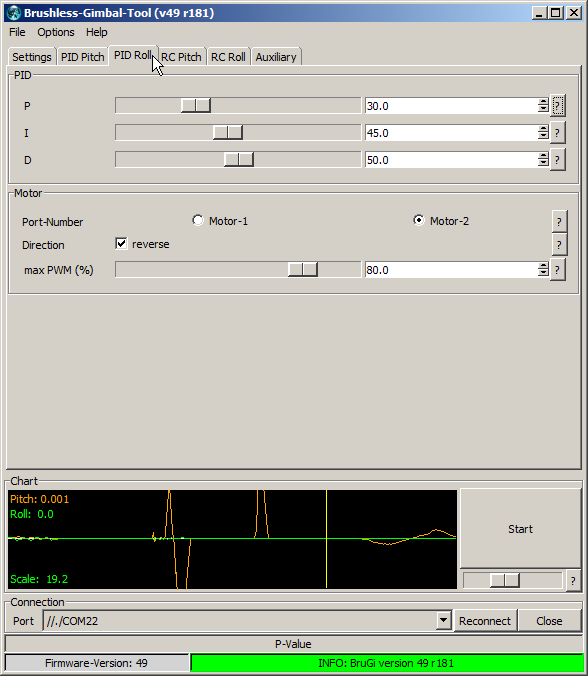 Brushless-Gimbal-Tool (v49 r181)
File Options Help
Settings PID Pitch PID Roll RC Pitch RC Roll Auxiliary
PID
P 30.0 ?
I 45.0 ?
D 50.0 ?
Motor
Port-Number Motor-1 Motor-2 ?
Direction reverse ?
max PWM (%) 80.0 ?
Chart
Pitch: 0.001
Roll: 0.0
Start
Scale: 19.2 ?
Connection
Port //./COM22 Reconnect Close
P-Value
Firmware-Version: 49 INFO: BruGi version 49 r181